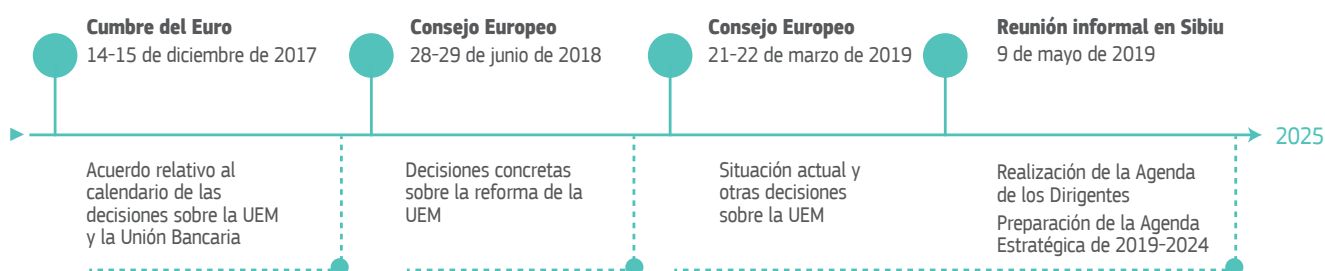 Cumbre del Euro
14-15 de diciembre de 2017
Consejo Europeo
28-29 de junio de 2018
Consejo Europeo
21-22 de marzo de 2019
Reunión informal en Sibiu
9 de mayo de 2019
2025
Acuerdo relativo al
calendario de las
decisiones sobre la UEM
y la Unión Bancaria
Decisiones concretas
sobre la reforma de la
UEM
Situación actual y
otras decisiones
sobre la UEM
Realización de la Agenda
de los Dirigentes
Preparación de la Agenda
Estratégica de 2019-2024